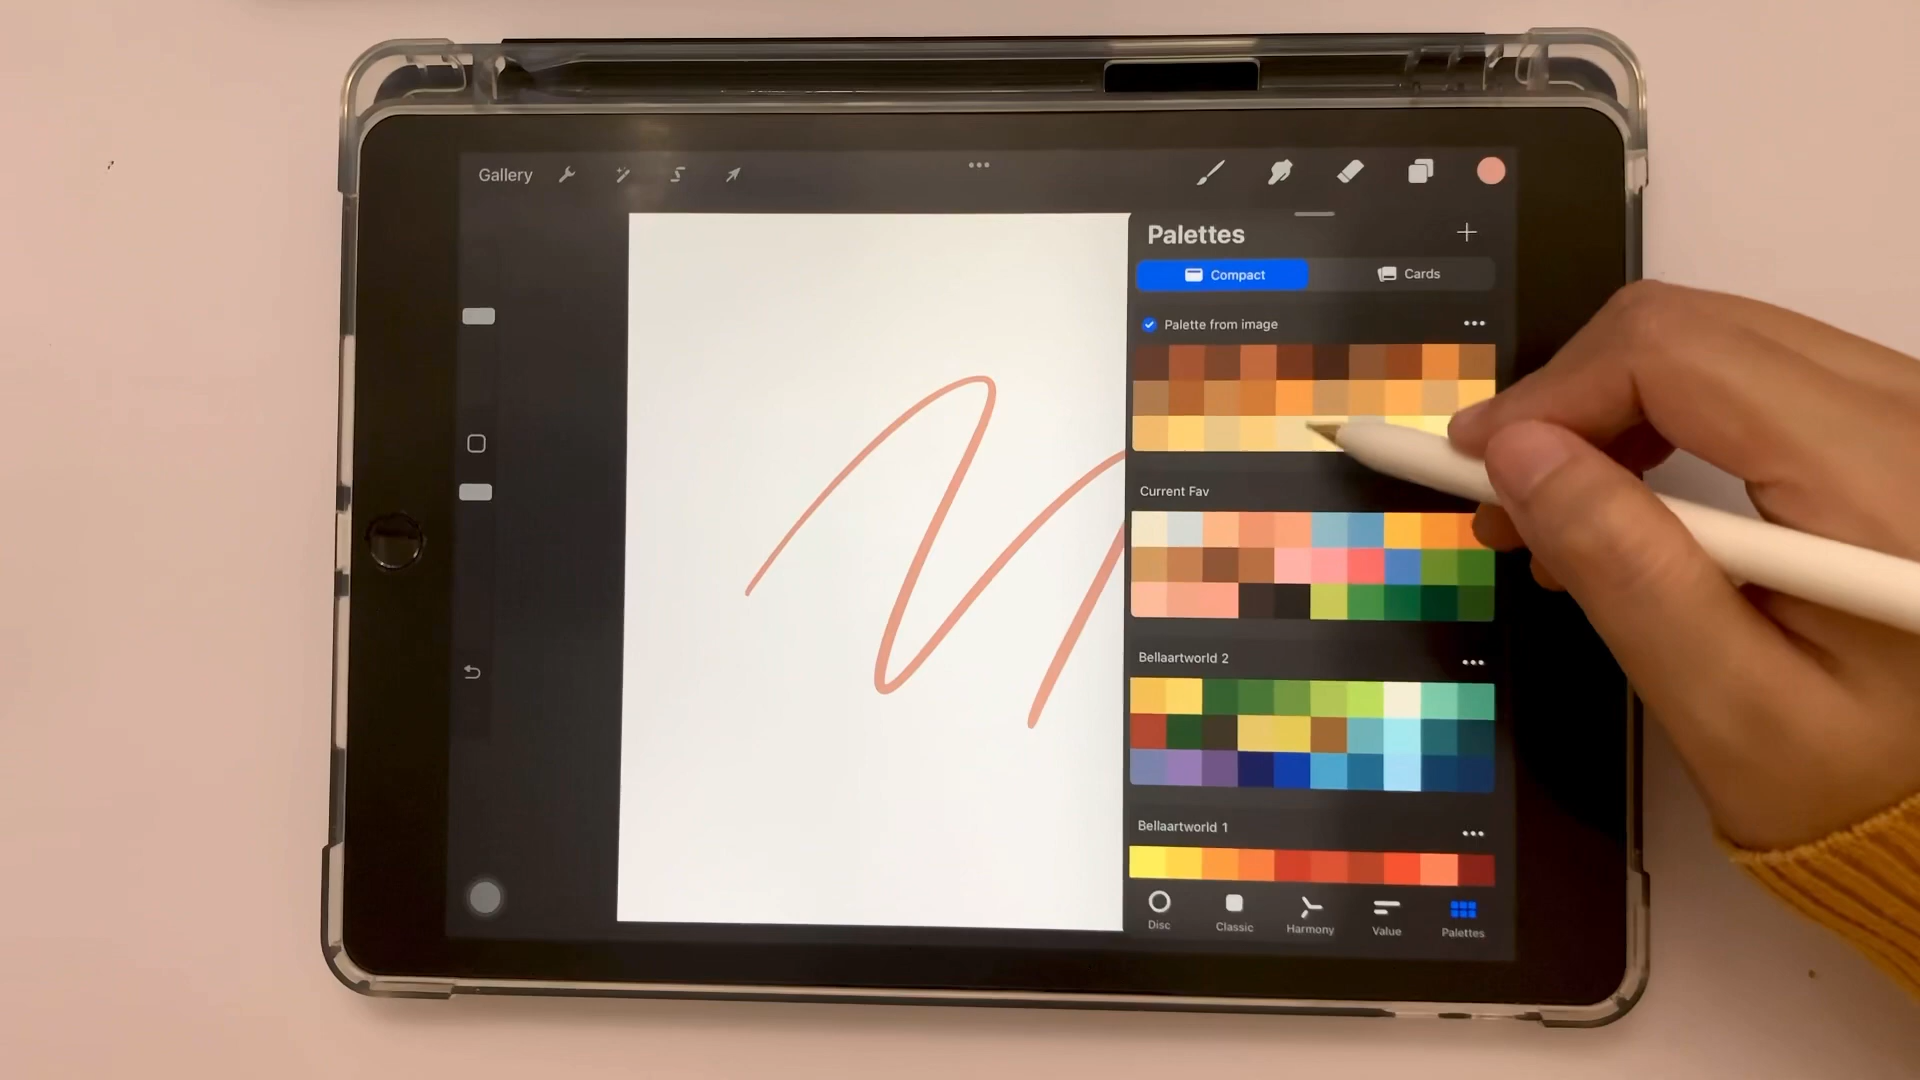 Gallery
Palettes
Compact
Cards
Palette from image
Current Fav
Bellaartworld 2
Bellaartworld 1
Disc
Classic
Harmony
Value
Palettes